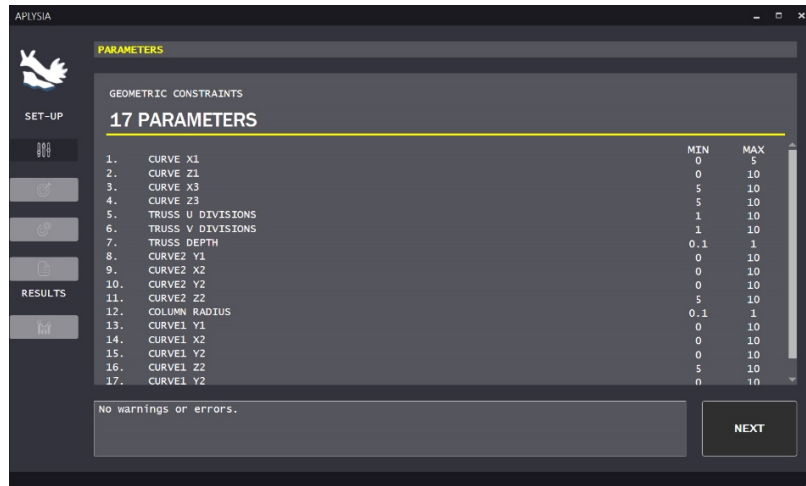 APLYSIA
PARAMETERS
SET-UP
GEOMETRIC CONSTRAINTS
17 PARAMETERS
MIN MAX
1. CURVE X1 0 5
2. CURVE Z1 0 10
3. CURVE X3 5 10
4. CURVE Z3 5 10
5. TRUSS U DIVISIONS 1 10
6. TRUSS V DIVISIONS 1 10
7. TRUSS DEPTH 0.1 1
8. CURVE2 Y1 0 10
9. CURVE2 X2 0 10
10. CURVE2 Y2 0 10
11. CURVE2 Z2 5 10
12. COLUMN RADIUS 0.1 1
13. CURVE1 Y1 0 10
14. CURVE1 X2 0 10
15. CURVE1 Y2 0 10
16. CURVE1 Z2 5 10
17. CURVE1 Y2 0 10
RESULTS
No warnings or errors.
NEXT